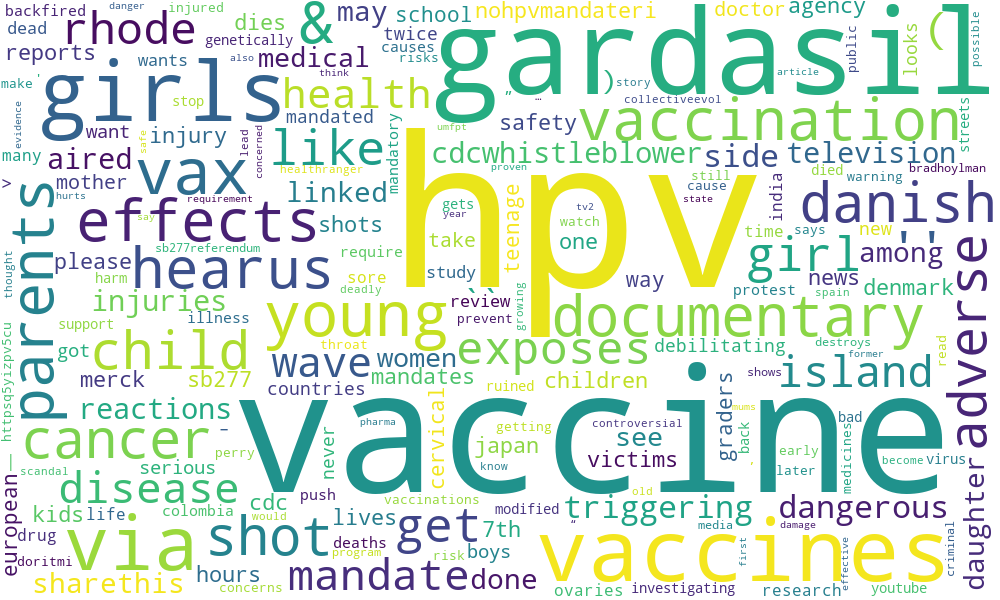 backfired
danger
injured
&
may
school
nohpvmandateri
doctor
agency
rhode
dies
genetically
twice
causes
risks
gardasil
(
looks
public
possible
dead
reports
wants
also
medical
think
)
story
article
make
'
girls
health
"
…
collectiveevol
stop
mandated
safety
vaccination
streets
evidence
want
injury
safe
lead
concerned
like
mandatory
umfpt
many
aired
vax
healthranger
hpv
cdcwhistleblower
side
television
proven
still
bradhoylman
>
mother
requirement
linked
gets
year
teenage
tv2
watch
died
cause
state
warning
india
effects
say
hurts
shots
take
one
danish
parents
sb277referendum
require
time
says
new
''
thought
please
hearus
sore
study
``
way
girl
among
adverse
harm
deadly
review
news
denmark
injuries
illness
prevent
growing
protest
spain
support
young
documentary
httpsq5yizpv5cu
got
child
throat
exposes
debilitating
destroys
former
read
wave
women
merck
sb277
countries
mandates
ruined
children
shows
island
reactions
vaccine
cervical
getting
controversial
graders
mums
–
pharma
japan
see
back
bad
cancer
perry
never
know
victims
`
early
medicines
virus
become
later
__
scandal
serious
disease
cdc
push
vaccinations
old
modified
european
kids
life
colombia
would
lives
get
7th
"
triggering
dangerous
media
damage
daughter
drug
via
shot
deaths
program
risk
boys
vaccines
first
effective
criminal
doritmi
sharethis
hours
concerns
mandate
done
ovaries
investigating
research
youtube